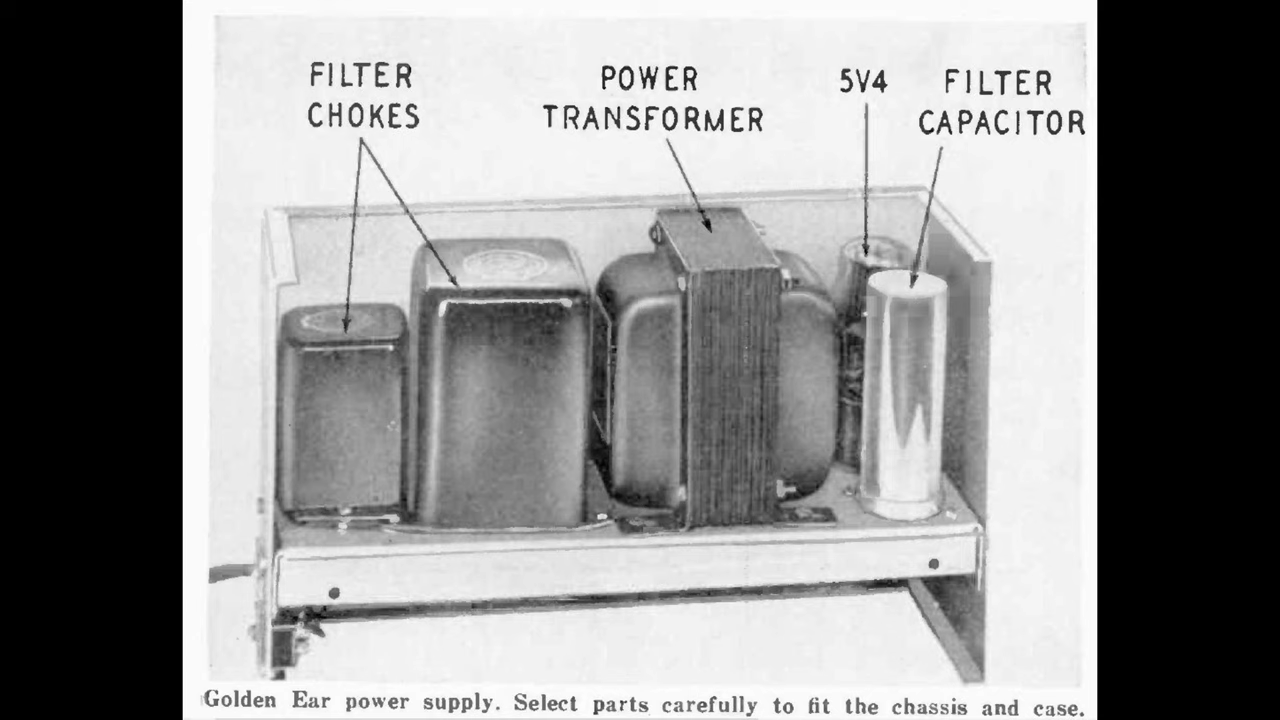 FILTER
CHOKES
POWER
TRANSFORMER
5V4
FILTER
CAPACITOR
Golden Ear power supply. Select parts carefully to fit the chassis and case.